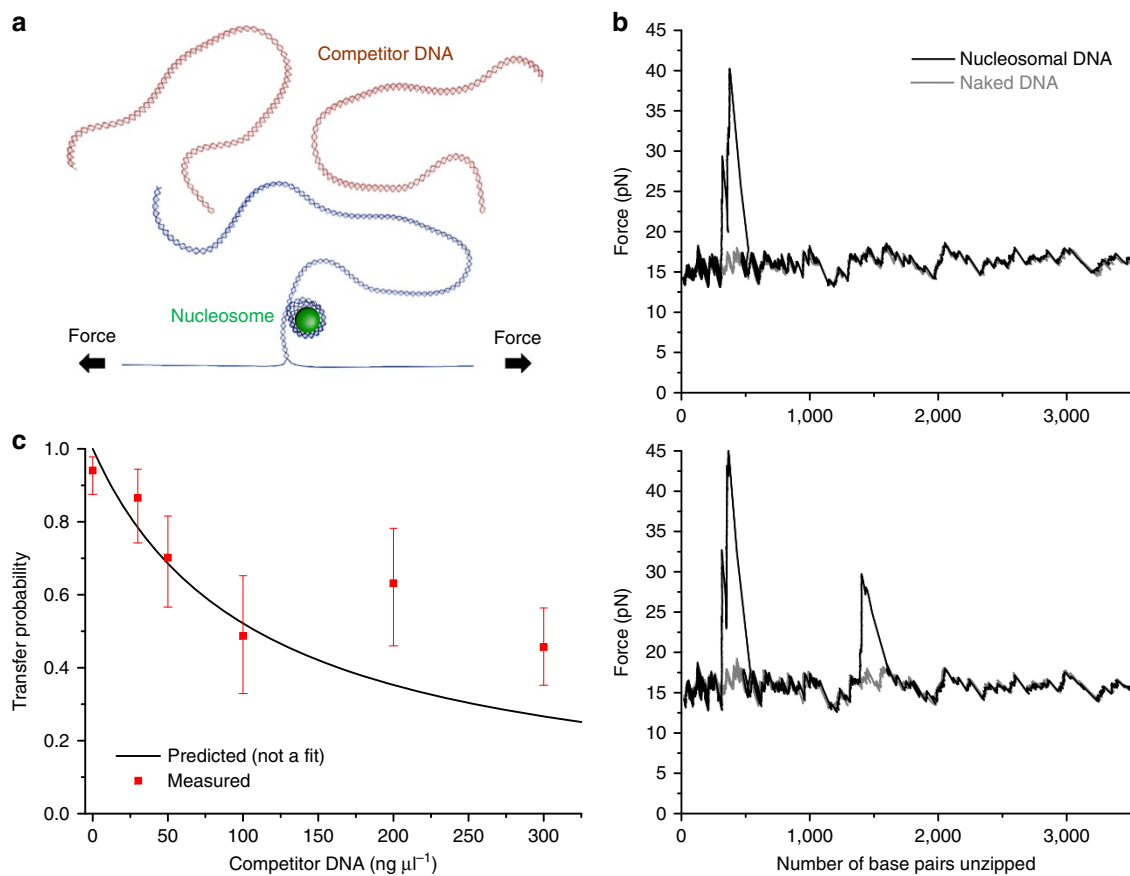 a
Competitor DNA
Nucleosome
Force
Force
b
Nucleosomal DNA
Naked DNA
45
40
35
30
25
20
15
10
5
0
Force (pN)
0
1,000
2,000
3,000
45
40
35
30
25
20
15
10
5
0
Force (pN)
0
1,000
2,000
3,000
Number of base pairs unzipped
c
1.0
0.8
0.6
0.4
0.2
0.0
Transfer probability
Predicted (not a fit)
Measured
0
50
100
150
200
250
300
Competitor DNA (ng μl⁻¹)